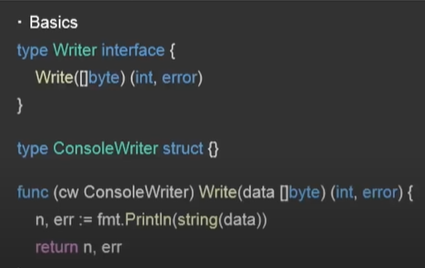 · Basics
type Writer interface {
Write([]byte) (int, error)
}
type ConsoleWriter struct {}
func (cw ConsoleWriter) Write(data []byte) (int, error) {
n, err := fmt.Println(string(data))
return n, err